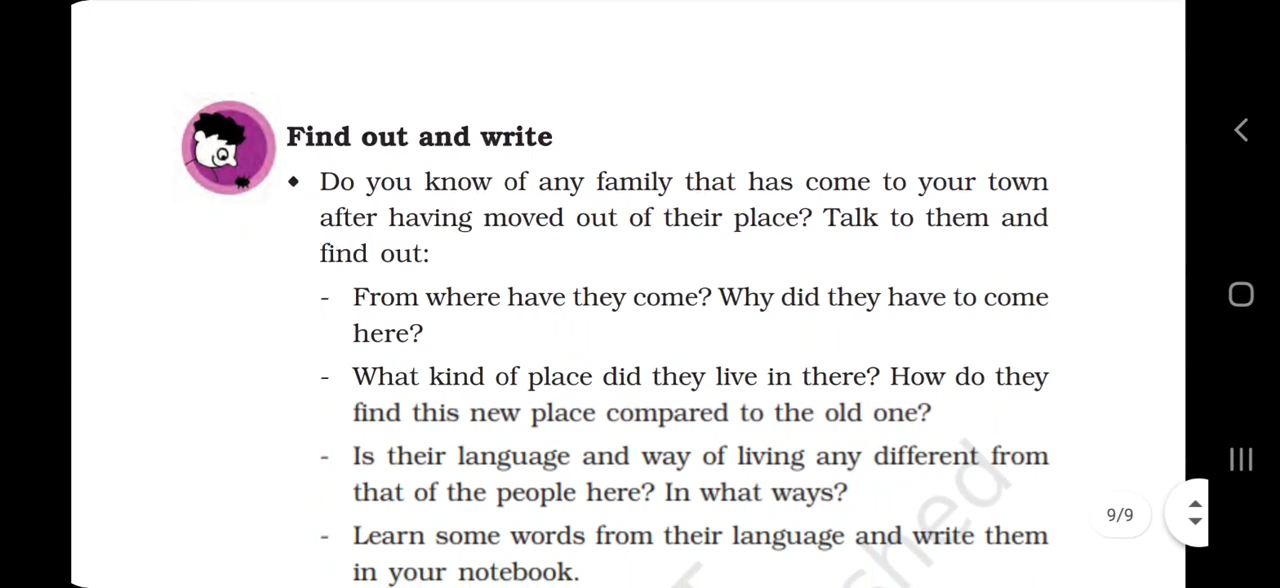 Find out and write
◆ Do you know of any family that has come to your town
after having moved out of their place? Talk to them and
find out:
- From where have they come? Why did they have to come
here?
- What kind of place did they live in there? How do they
find this new place compared to the old one?
- Is their language and way of living any different from
that of the people here? In what ways?
9/9
- Learn some words from their language and write them
in your notebook.